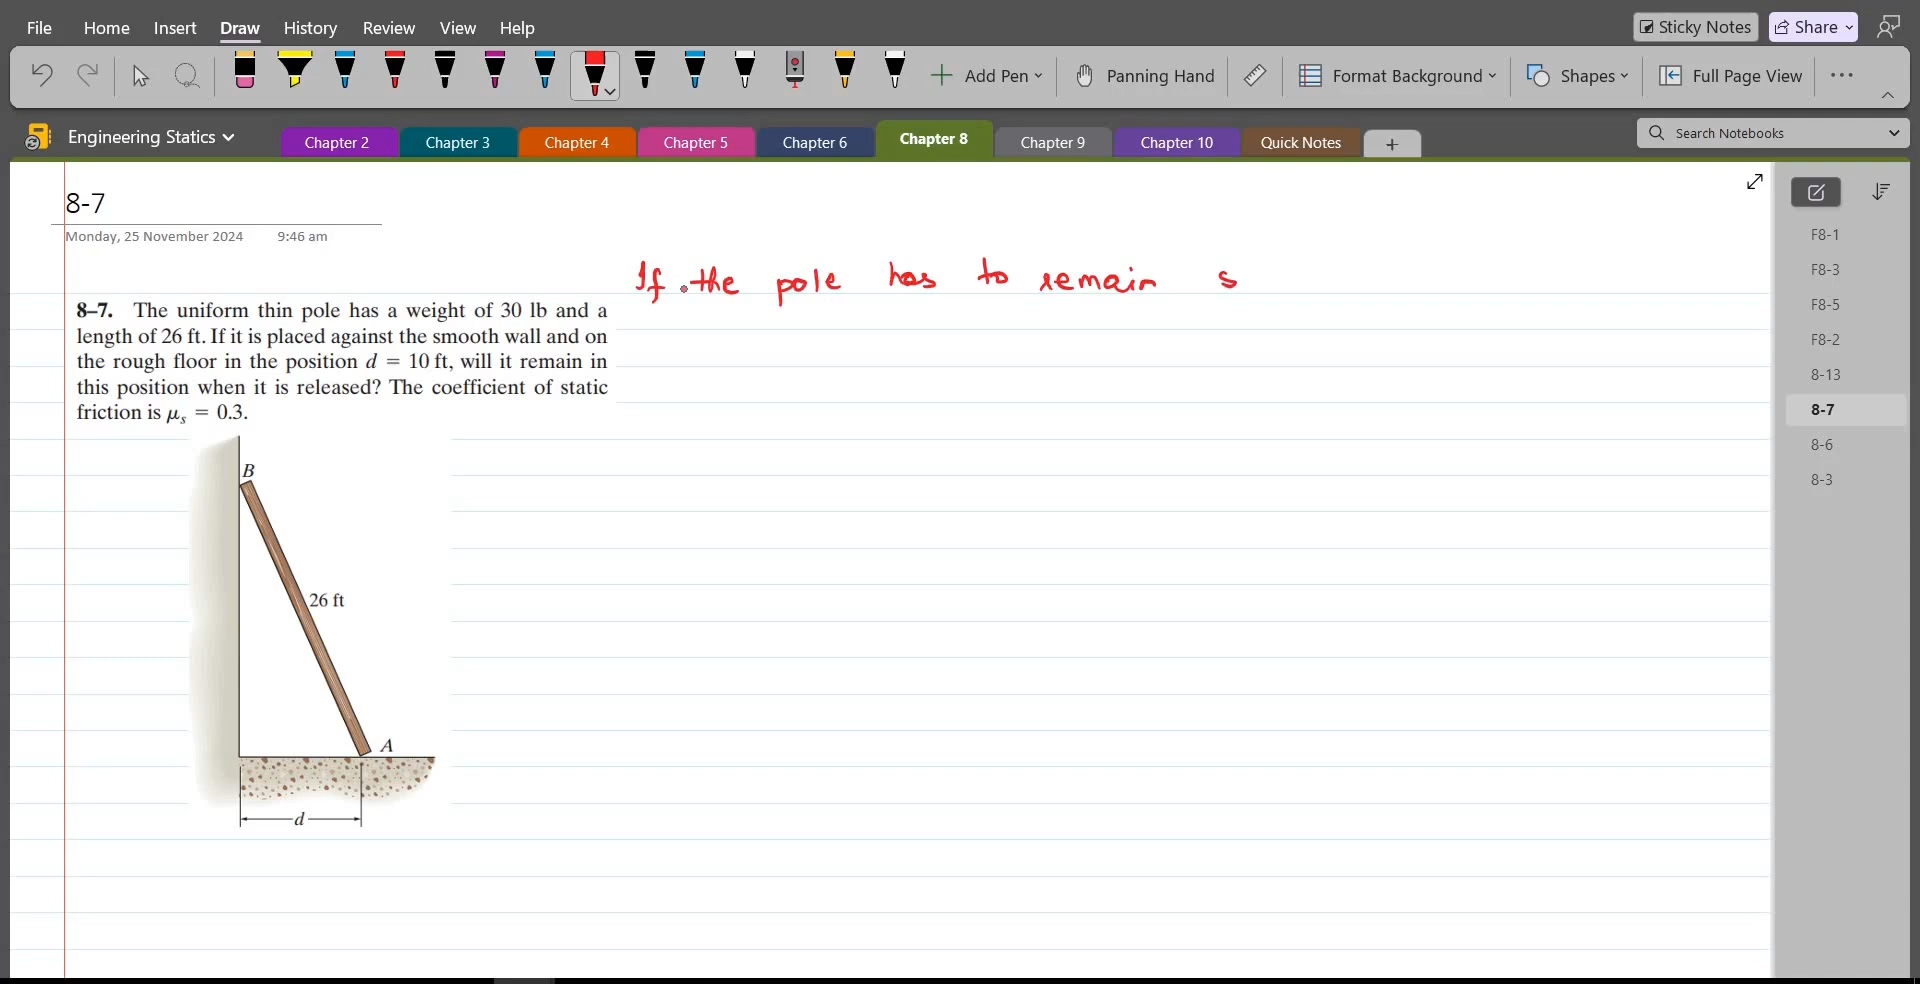 File Home Insert Draw History Review View Help
Sticky Notes Share
Add Pen Panning Hand Format Background Shapes Full Page View
Engineering Statics Chapter 2 Chapter 3 Chapter 4 Chapter 5 Chapter 6 Chapter 8 Chapter 9 Chapter 10 Quick Notes + Search Notebooks
8-7
Monday, 25 November 2024 9:46 am
If the pole has to remain s
8–7. The uniform thin pole has a weight of 30 lb and a
length of 26 ft. If it is placed against the smooth wall and on
the rough floor in the position d = 10 ft, will it remain in
this position when it is released? The coefficient of static
friction is μs = 0.3.
B
26 ft
A
d
F8-1
F8-3
F8-5
F8-2
8-13
8-7
8-6
8-3